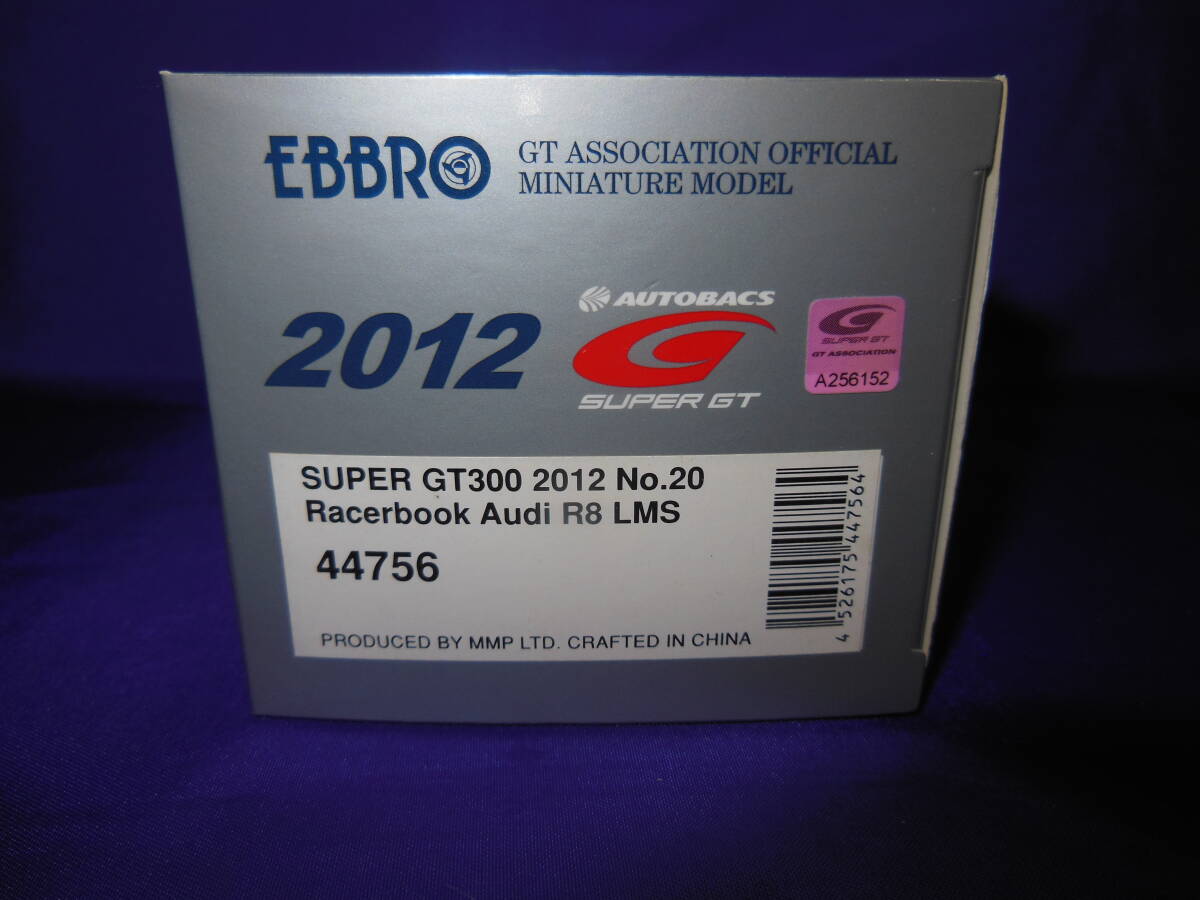 EBBRO
GT ASSOCIATION OFFICIAL
MINIATURE MODEL
2012
AUTOBACS
SUPER GT
SUPER GT
GT ASSOCIATION
A256152
SUPER GT300 2012 No.20
Racerbook Audi R8 LMS
44756
4 526175 447564
PRODUCED BY MMP LTD. CRAFTED IN CHINA